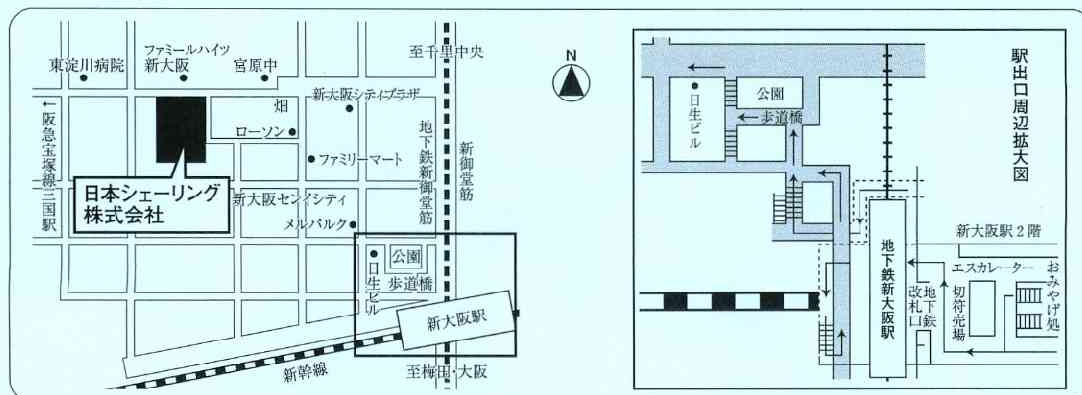 ファミールハイツ
新大阪
東淀川病院
宮原中
至千里中央
N
←阪急宝塚線三国駅
畑
新大阪シティプラザ
ローソン
ファミリーマート
地下鉄新御堂筋
新御堂筋
日本シェーリング
株式会社
新大阪センイシティ
メルパルク
日生ビル
公園
歩道橋
新大阪駅
新幹線
至梅田・大阪
駅出口周辺拡大図
日生ビル
公園
歩道橋
地下鉄新大阪駅
新大阪駅2階
エスカレーター
おみやげ処
切符売場
地下鉄
改札口